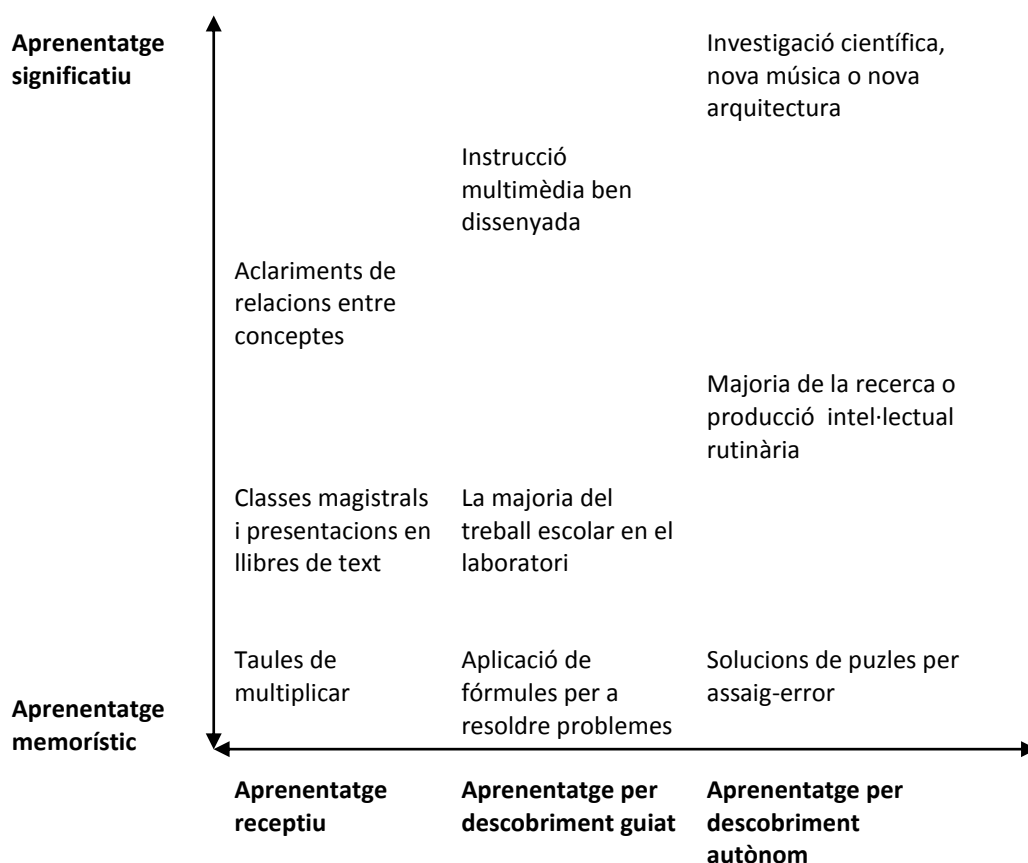 Aprenentatge
significatiu
Investigació científica,
nova música o nova
arquitectura
Instrucció
multimèdia ben
dissenyada
Aclariments de
relacions entre
conceptes
Majoria de la recerca o
producció intel·lectual
rutinària
Classes magistrals
i presentacions en
llibres de text
La majoria del
treball escolar en el
laboratori
Taules de
multiplicar
Aplicació de
fórmules per a
resoldre problemes
Solucions de puzles per
assaig-error
Aprenentatge
memorístic
Aprenentatge
receptiu
Aprenentatge per
descobriment guiat
Aprenentatge per
descobriment
autònom